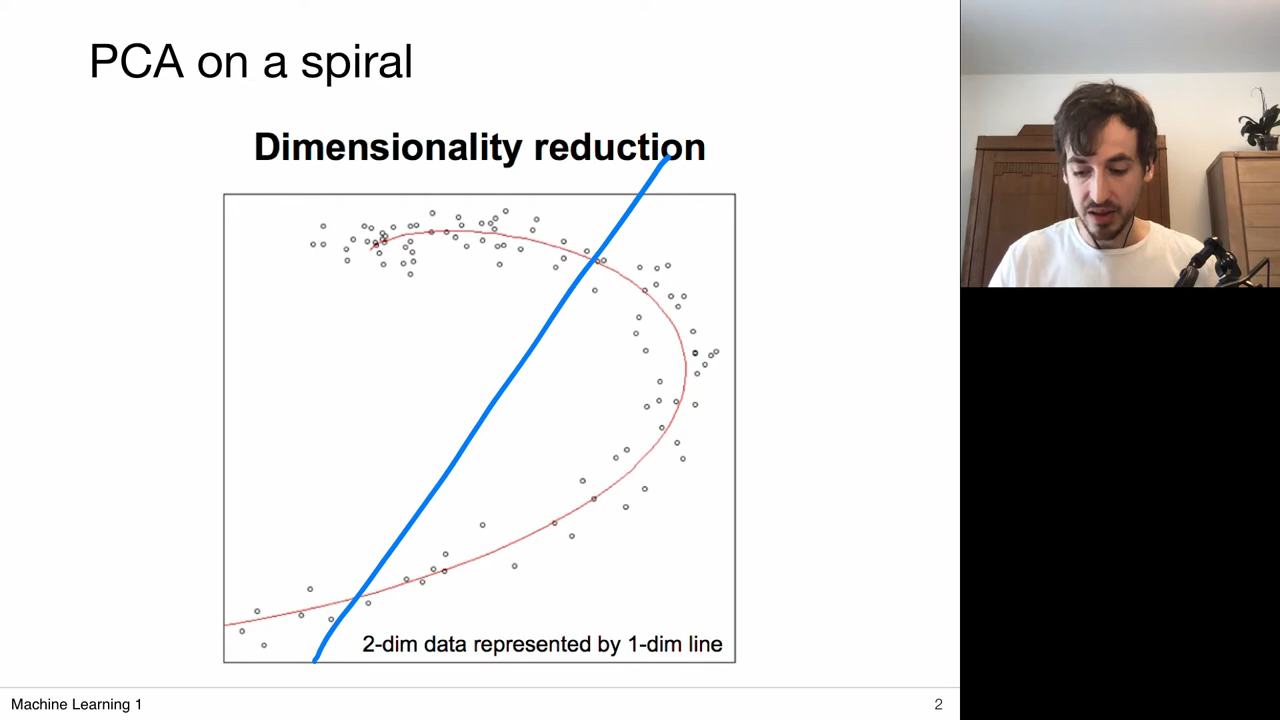 PCA on a spiral
Dimensionality reduction
2-dim data represented by 1-dim line
Machine Learning 1
2